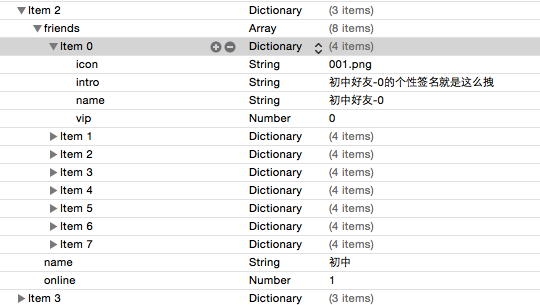 Item 2 Dictionary (3 items)
friends Array (8 items)
Item 0 Dictionary (4 items)
icon String 001.png
intro String 初中好友-0的个性签名就是这么拽
name String 初中好友-0
vip Number 0
Item 1 Dictionary (4 items)
Item 2 Dictionary (4 items)
Item 3 Dictionary (4 items)
Item 4 Dictionary (4 items)
Item 5 Dictionary (4 items)
Item 6 Dictionary (4 items)
Item 7 Dictionary (4 items)
name String 初中
online Number 1
Item 3 Dictionary (3 items)